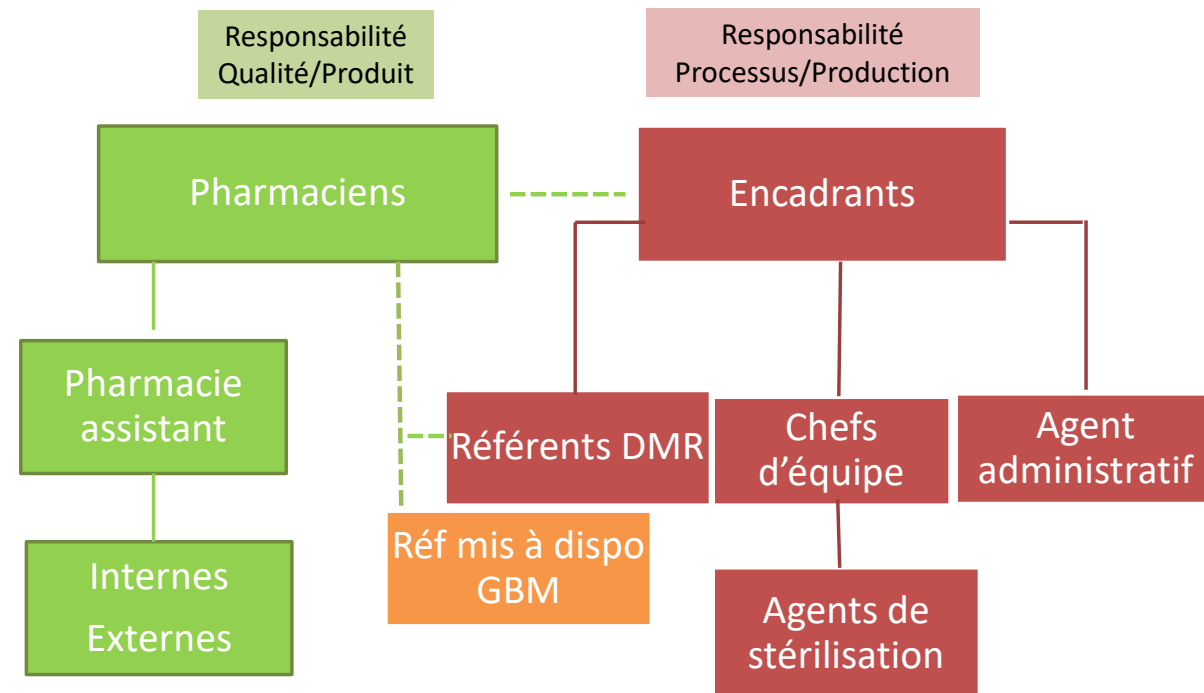 Responsabilité
Qualité/Produit
Responsabilité
Processus/Production
Pharmaciens
Encadrants
Pharmacie
assistant
Référents DMR
Chefs
d’équipe
Agent
administratif
Réf mis à dispo
GBM
Internes
Externes
Agents de
stérilisation